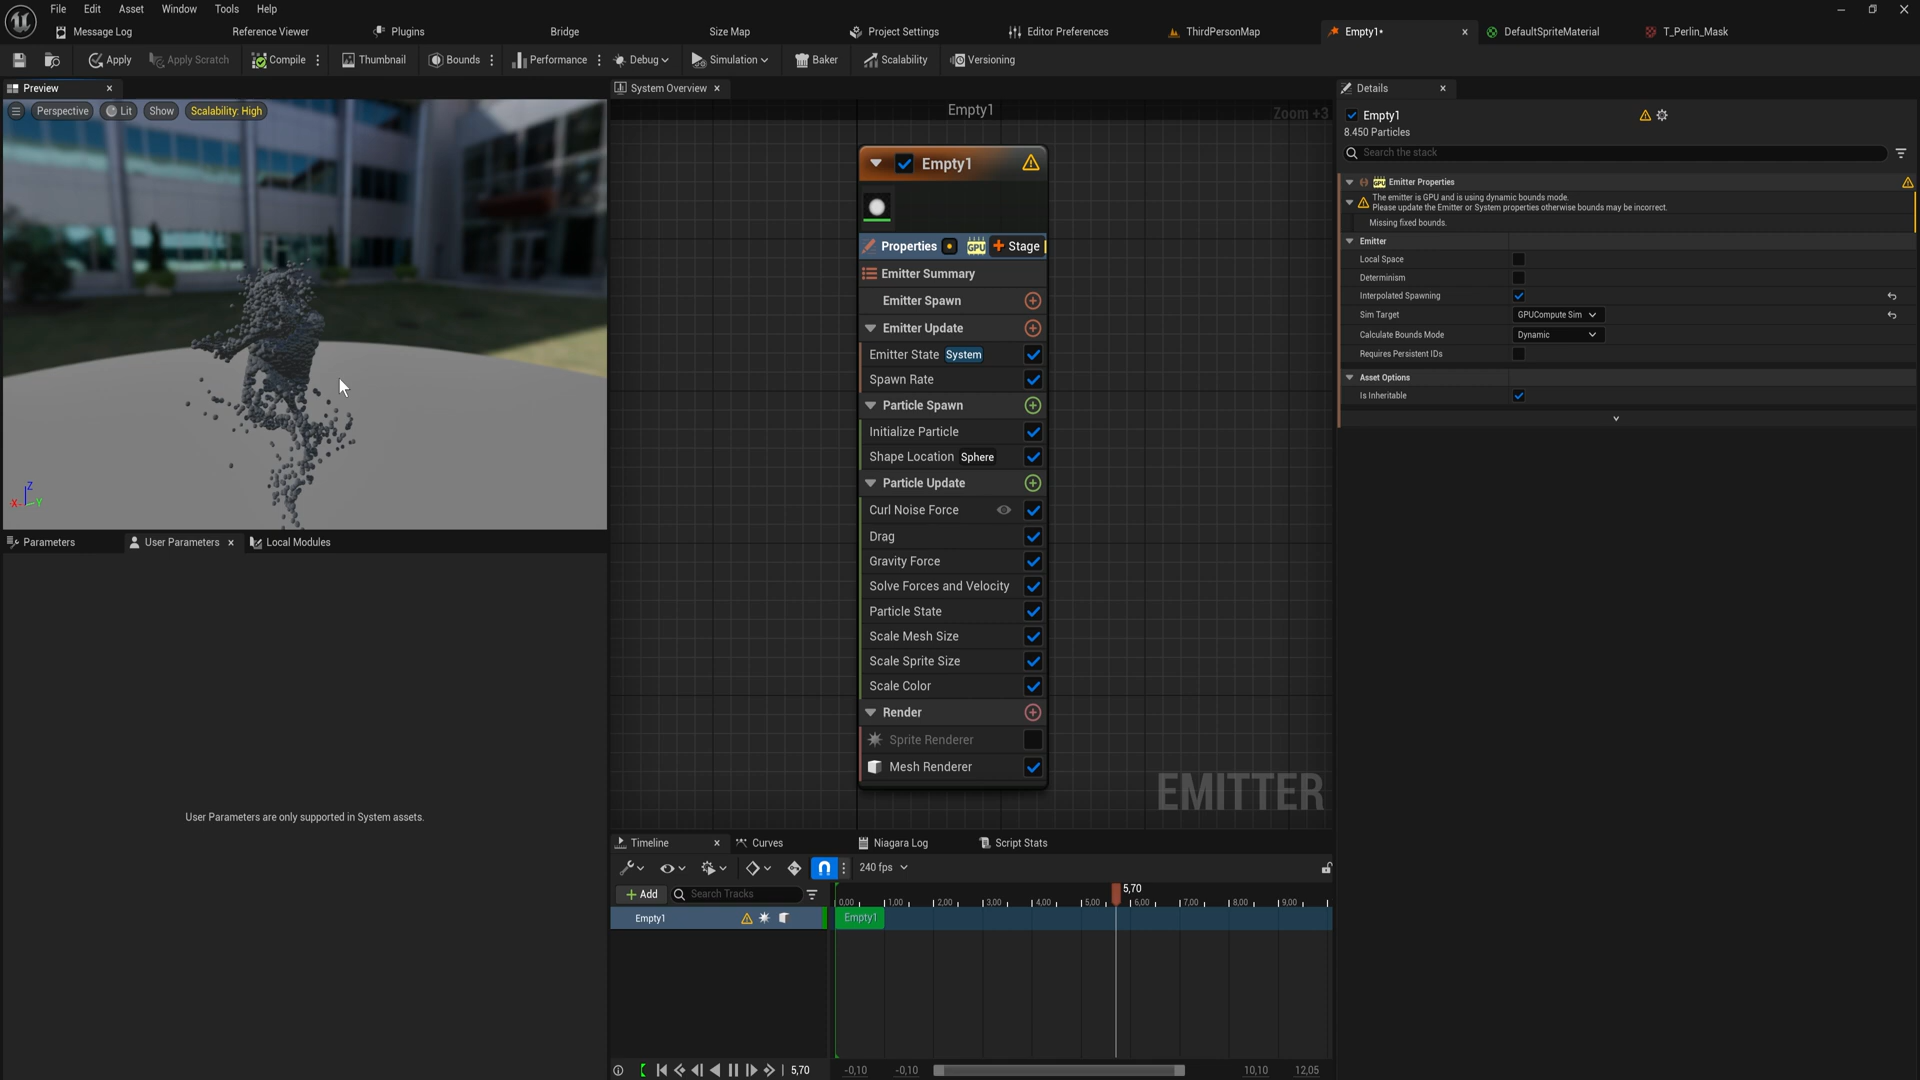 File Edit Asset Window Tools Help
Message Log Reference Viewer Plugins Bridge Size Map Project Settings Editor Preferences ThirdPersonMap Empty1• DefaultSpriteMaterial T_Perlin_Mask
Apply Apply Scratch Compile Thumbnail Bounds Performance Debug Simulation Baker Scalability Versioning
Preview
Perspective Lit Show Scalability: High
Z
X Y
Parameters User Parameters Local Modules
User Parameters are only supported in System assets.
System Overview
Empty1
Zoom +3
Empty1
Properties GPU Stage
Emitter Summary
Emitter Spawn
Emitter Update
Emitter State System
Spawn Rate
Particle Spawn
Initialize Particle
Shape Location Sphere
Particle Update
Curl Noise Force
Drag
Gravity Force
Solve Forces and Velocity
Particle State
Scale Mesh Size
Scale Sprite Size
Scale Color
Render
Sprite Renderer
Mesh Renderer
EMITTER
Timeline Curves Niagara Log Script Stats
240 fps
+ Add Search Tracks
5,70
0,00 1,00 2,00 3,00 4,00 5,00 6,00 7,00 8,00 9,00
Empty1 Empty1
5,70 -0,10 -0,10 10,10 12,05
Details
Empty1
8.450 Particles
Search the stack
GPU Emitter Properties
The emitter is GPU and is using dynamic bounds mode.
Please update the Emitter or System properties otherwise bounds may be incorrect.
Missing fixed bounds.
Emitter
Local Space
Determinism
Interpolated Spawning
Sim Target GPUCompute Sim
Calculate Bounds Mode Dynamic
Requires Persistent IDs
Asset Options
Is Inheritable